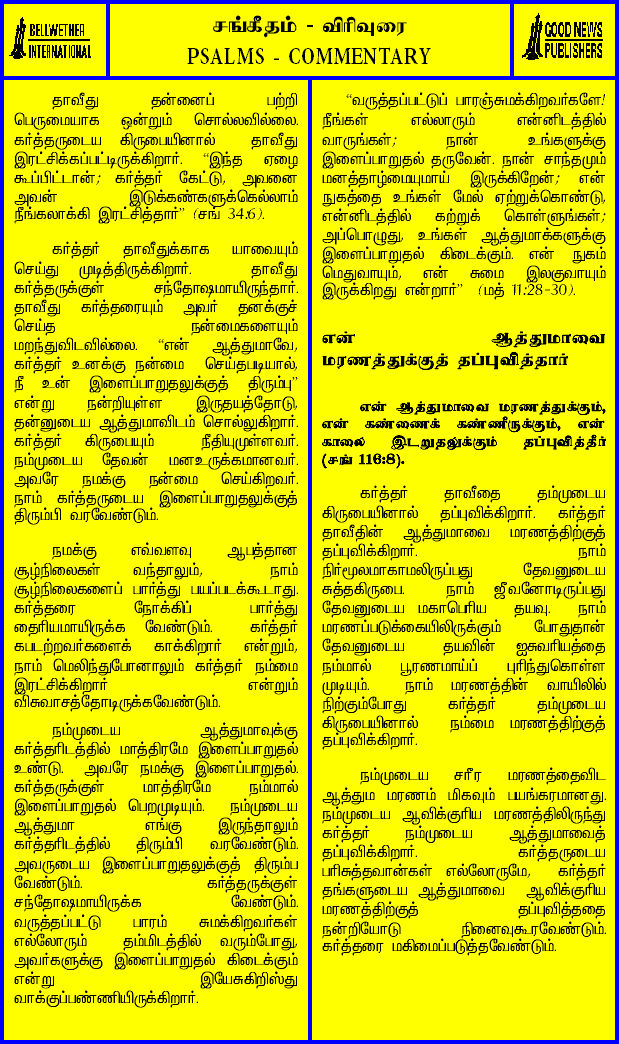 BELLWETHER
INTERNATIONAL
சங்கீதம் - விரிவுரை
PSALMS - COMMENTARY
GOOD NEWS
PUBLISHERS
தாவீது தன்னைப் பற்றி
பெருமையாக ஒன்றும் சொல்லவில்லை.
கர்த்தருடைய கிருபையினால் தாவீது
இரட்சிக்கப்பட்டிருக்கிறார். “இந்த ஏழை
கூப்பிட்டான்; கர்த்தர் கேட்டு, அவனை
அவன் இடுக்கண்களுக்கெல்லாம்
நீங்கலாக்கி இரட்சித்தார்” (சங் 34:6).
கர்த்தர் தாவீதுக்காக யாவையும்
செய்து முடித்திருக்கிறார். தாவீது
கர்த்தருக்குள் சந்தோஷமாயிருந்தார்.
தாவீது கர்த்தரையும் அவர் தனக்குச்
செய்த நன்மைகளையும்
மறந்துவிடவில்லை. “என் ஆத்துமாவே,
கர்த்தர் உனக்கு நன்மை செய்தபடியால்,
நீ உன் இளைப்பாறுதலுக்குத் திரும்பு”
என்று நன்றியுள்ள இருதயத்தோடு,
தன்னுடைய ஆத்துமாவிடம் சொல்லுகிறார்.
கர்த்தர் கிருபையும் நீதியுமுள்ளவர்.
நம்முடைய தேவன் மனஉருக்கமானவர்.
அவரே நமக்கு நன்மை செய்கிறவர்.
நாம் கர்த்தருடைய இளைப்பாறுதலுக்குத்
திரும்பி வரவேண்டும்.
நமக்கு எவ்வளவு ஆபத்தான
சூழ்நிலைகள் வந்தாலும், நாம்
சூழ்நிலைகளைப் பார்த்து பயப்படக்கூடாது.
கர்த்தரை நோக்கிப் பார்த்து
தைரியமாயிருக்க வேண்டும். கர்த்தர்
கபடற்றவர்களைக் காக்கிறார் என்றும்,
நாம் மெலிந்துபோனாலும் கர்த்தர் நம்மை
இரட்சிக்கிறார் என்றும்
விசுவாசத்தோடிருக்கவேண்டும்.
நம்முடைய ஆத்துமாவுக்கு
கர்த்தரிடத்தில் மாத்திரமே இளைப்பாறுதல்
உண்டு. அவரே நமக்கு இளைப்பாறுதல்.
கர்த்தருக்குள் மாத்திரமே நம்மால்
இளைப்பாறுதல் பெறமுடியும். நம்முடைய
ஆத்துமா எங்கு இருந்தாலும்
கர்த்தரிடத்தில் திரும்பி வரவேண்டும்.
அவருடைய இளைப்பாறுதலுக்குத் திரும்ப
வேண்டும். கர்த்தருக்குள்
சந்தோஷமாயிருக்க வேண்டும்.
வருத்தப்பட்டு பாரம் சுமக்கிறவர்கள்
எல்லோரும் தம்மிடத்தில் வரும்போது,
அவர்களுக்கு இளைப்பாறுதல் கிடைக்கும்
என்று இயேசுகிறிஸ்து
வாக்குப்பண்ணியிருக்கிறார்.
“வருத்தப்பட்டுப் பாரஞ்சுமக்கிறவர்களே!
நீங்கள் எல்லாரும் என்னிடத்தில்
வாருங்கள்; நான் உங்களுக்கு
இளைப்பாறுதல் தருவேன். நான் சாந்தமும்
மனத்தாழ்மையுமாய் இருக்கிறேன்; என்
நுகத்தை உங்கள் மேல் ஏற்றுக்கொண்டு,
என்னிடத்தில் கற்றுக் கொள்ளுங்கள்;
அப்பொழுது, உங்கள் ஆத்துமாக்களுக்கு
இளைப்பாறுதல் கிடைக்கும். என் நுகம்
மெதுவாயும், என் சுமை இலகுவாயும்
இருக்கிறது என்றார்” (மத் 11:28-30).
என் ஆத்துமாவை
மரணத்துக்குத் தப்புவித்தார்
என் ஆத்துமாவை மரணத்துக்கும்,
என் கண்ணைக் கண்ணீருக்கும், என்
காலை இடறுதலுக்கும் தப்புவித்தீர்
(சங் 116:8).
கர்த்தர் தாவீதை தம்முடைய
கிருபையினால் தப்புவிக்கிறார். கர்த்தர்
தாவீதின் ஆத்துமாவை மரணத்திற்குத்
தப்புவிக்கிறார். நாம்
நிர்மூலமாகாமலிருப்பது தேவனுடைய
சுத்தகிருபை. நாம் ஜீவனோடிருப்பது
தேவனுடைய மகாபெரிய தயவு. நாம்
மரணப்படுக்கையிலிருக்கும் போதுதான்
தேவனுடைய தயவின் ஐசுவரியத்தை
நம்மால் பூரணமாய்ப் புரிந்துகொள்ள
முடியும். நாம் மரணத்தின் வாயிலில்
நிற்கும்போது கர்த்தர் தம்முடைய
கிருபையினால் நம்மை மரணத்திற்குத்
தப்புவிக்கிறார்.
நம்முடைய சரீர மரணத்தைவிட
ஆத்தும மரணம் மிகவும் பயங்கரமானது.
நம்முடைய ஆவிக்குரிய மரணத்திலிருந்து
கர்த்தர் நம்முடைய ஆத்துமாவைத்
தப்புவிக்கிறார். கர்த்தருடைய
பரிசுத்தவான்கள் எல்லோருமே, கர்த்தர்
தங்களுடைய ஆத்துமாவை ஆவிக்குரிய
மரணத்திற்குத் தப்புவித்ததை
நன்றியோடு நினைவுகூரவேண்டும்.
கர்த்தரை மகிமைப்படுத்தவேண்டும்.